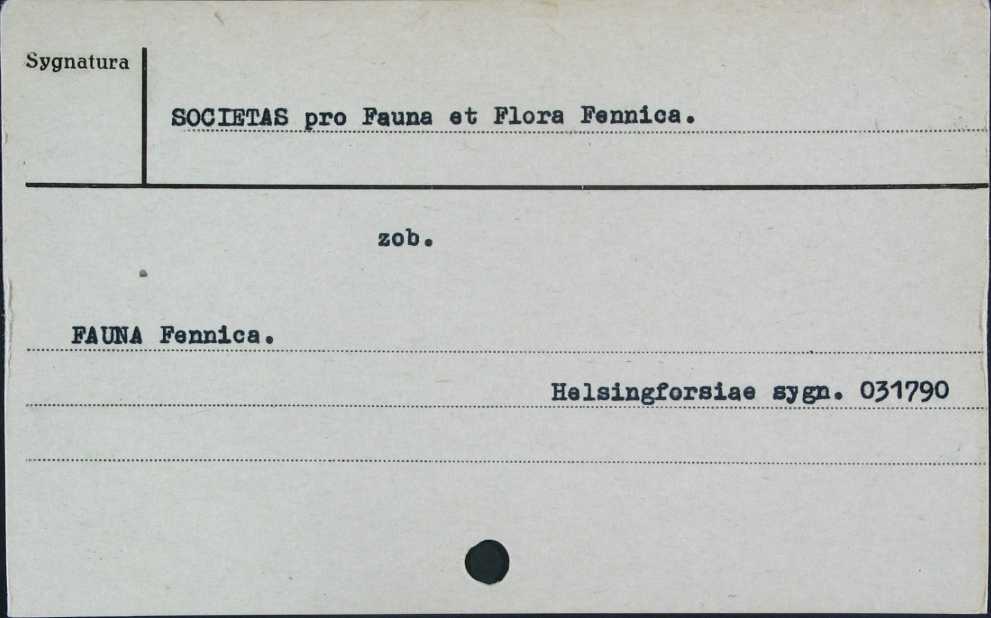 Sygnatura
SOCIETAS pro Fauna et Flora Fennica.
zob.
FAUNA Fennica.
Helsingforsiae sygn. 031790